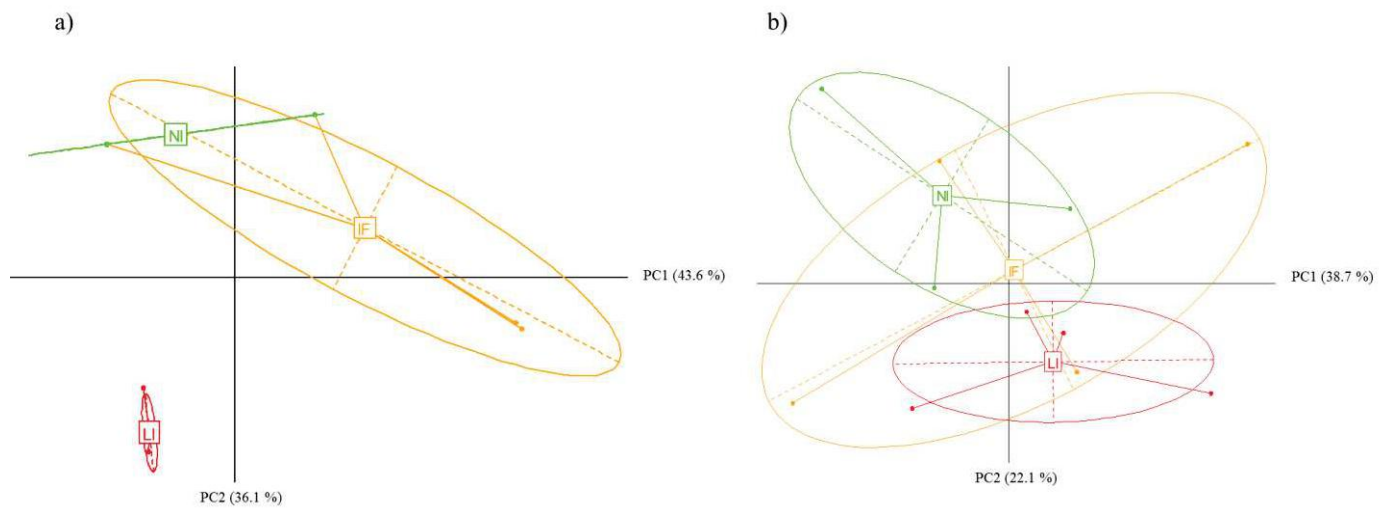 a)
NI
IF
PC1 (43.6 %)
LI
PC2 (36.1 %)
b)
NI
IF
PC1 (38.7 %)
LI
PC2 (22.1 %)